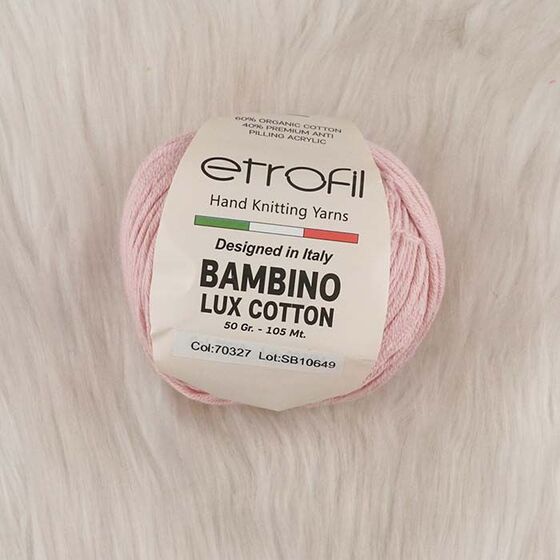 60% ORGANIC COTTON
40% PREMIUM ANTI
PILLING ACRYLIC
etrofil
Hand Knitting Yarns
Designed in Italy
BAMBINO
LUX COTTON
50 Gr. - 105 Mt.
Col:70327 Lot:SB10649